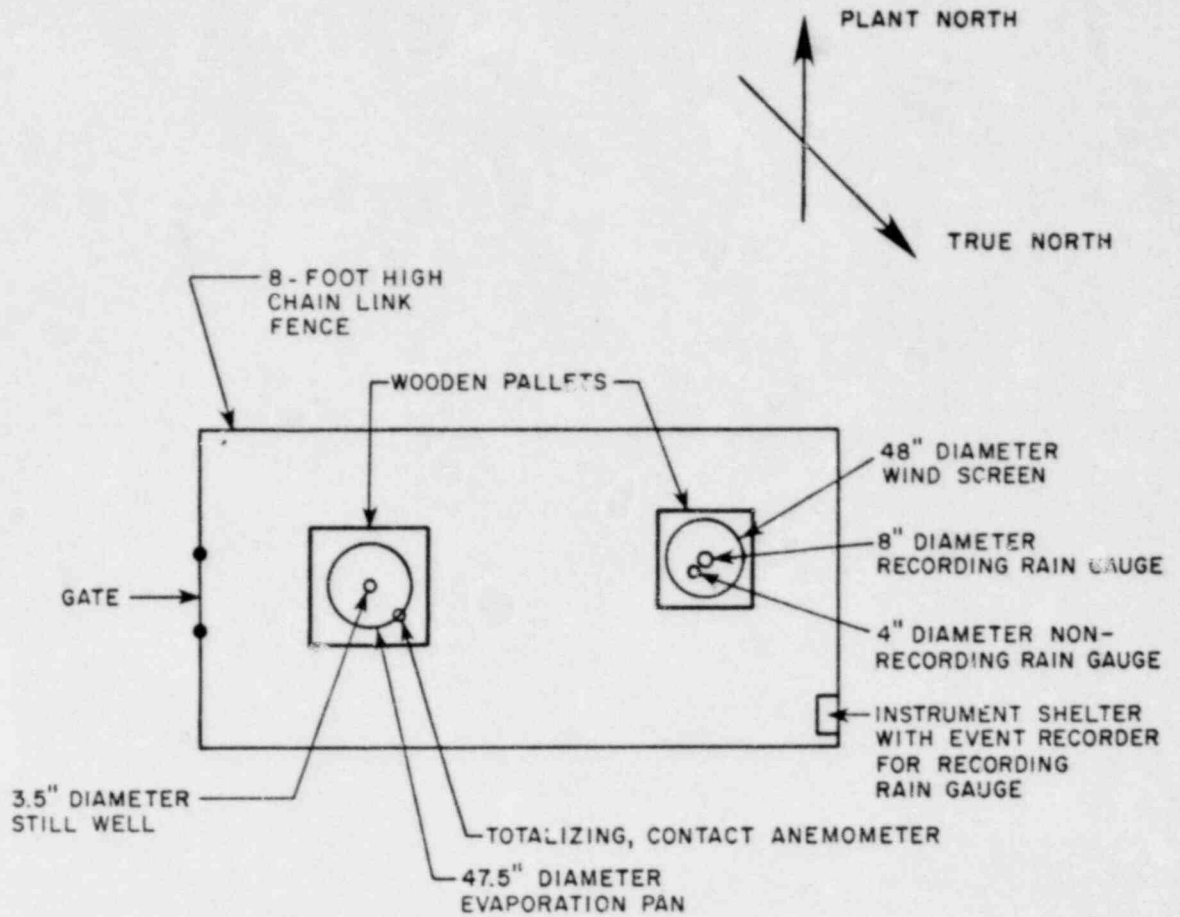 PLANT NORTH
TRUE NORTH
8-FOOT HIGH
CHAIN LINK
FENCE
WOODEN PALLETS
48" DIAMETER
WIND SCREEN
8" DIAMETER
RECORDING RAIN GAUGE
GATE
4" DIAMETER NON-
RECORDING RAIN GAUGE
INSTRUMENT SHELTER
WITH EVENT RECORDER
FOR RECORDING
RAIN GAUGE
3.5" DIAMETER
STILL WELL
TOTALIZING, CONTACT ANEMOMETER
47.5" DIAMETER
EVAPORATION PAN